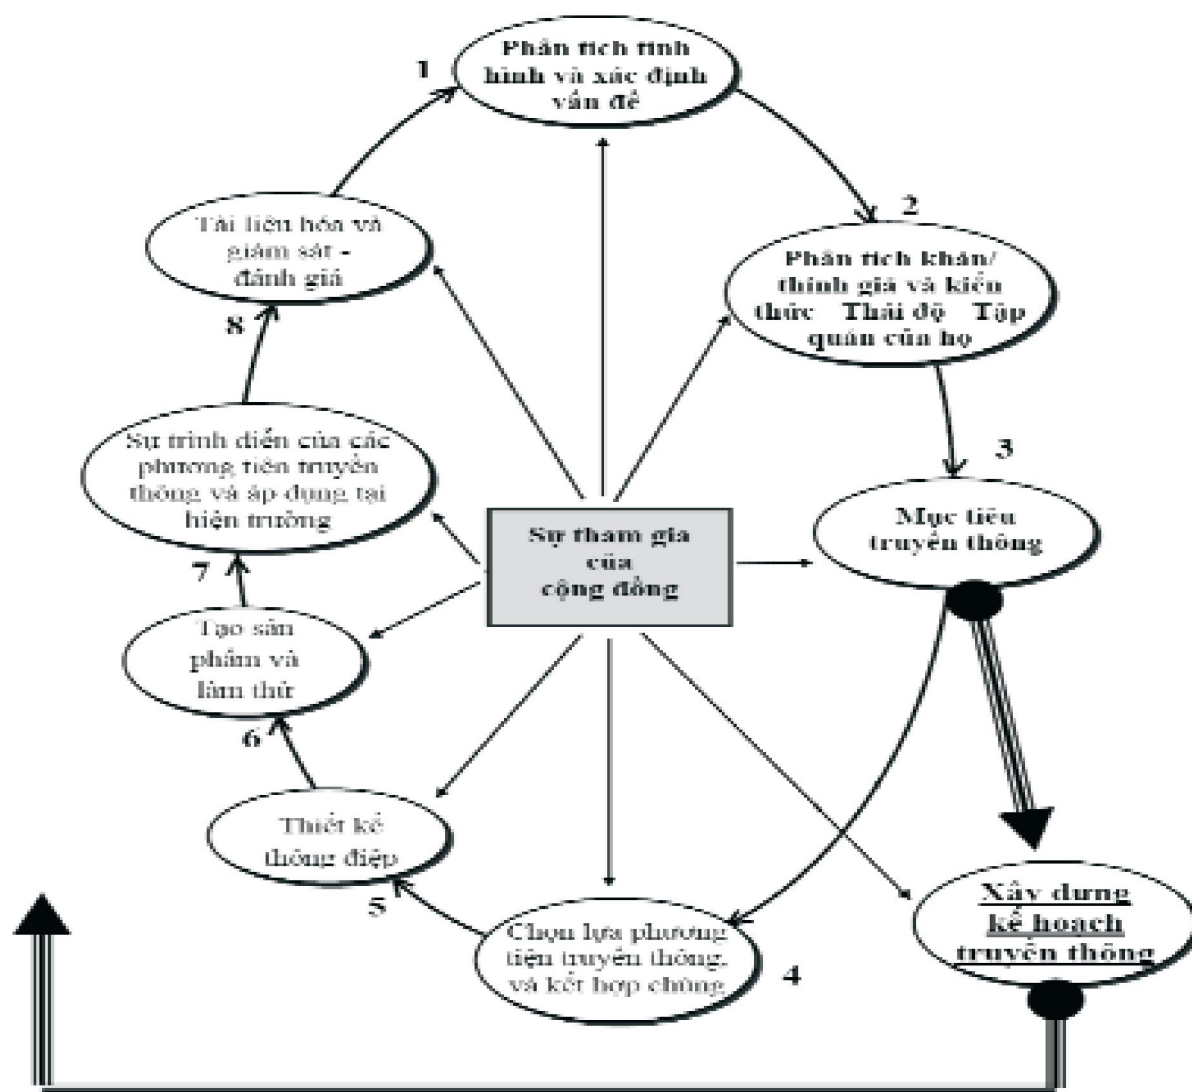 1
Phân tích tình
hình và xác định
vấn đề
2
Phân tích khán/
thính giả và kiến
thức Thái độ Tập
quán của họ
3
Mục tiêu
truyền thông
4
Chọn lựa phương
tiện truyền thông,
và kết hợp chúng
5
Thiết kế
thông điệp
6
Tạo sản
phẩm và
làm thử
7
Sự trình diễn của các
phương tiện truyền
thông và áp dụng tại
hiện trường
8
Tài liệu hóa và
giám sát -
đánh giá
Sự tham gia
của
cộng đồng
Xây dựng
kế hoạch
truyền thông